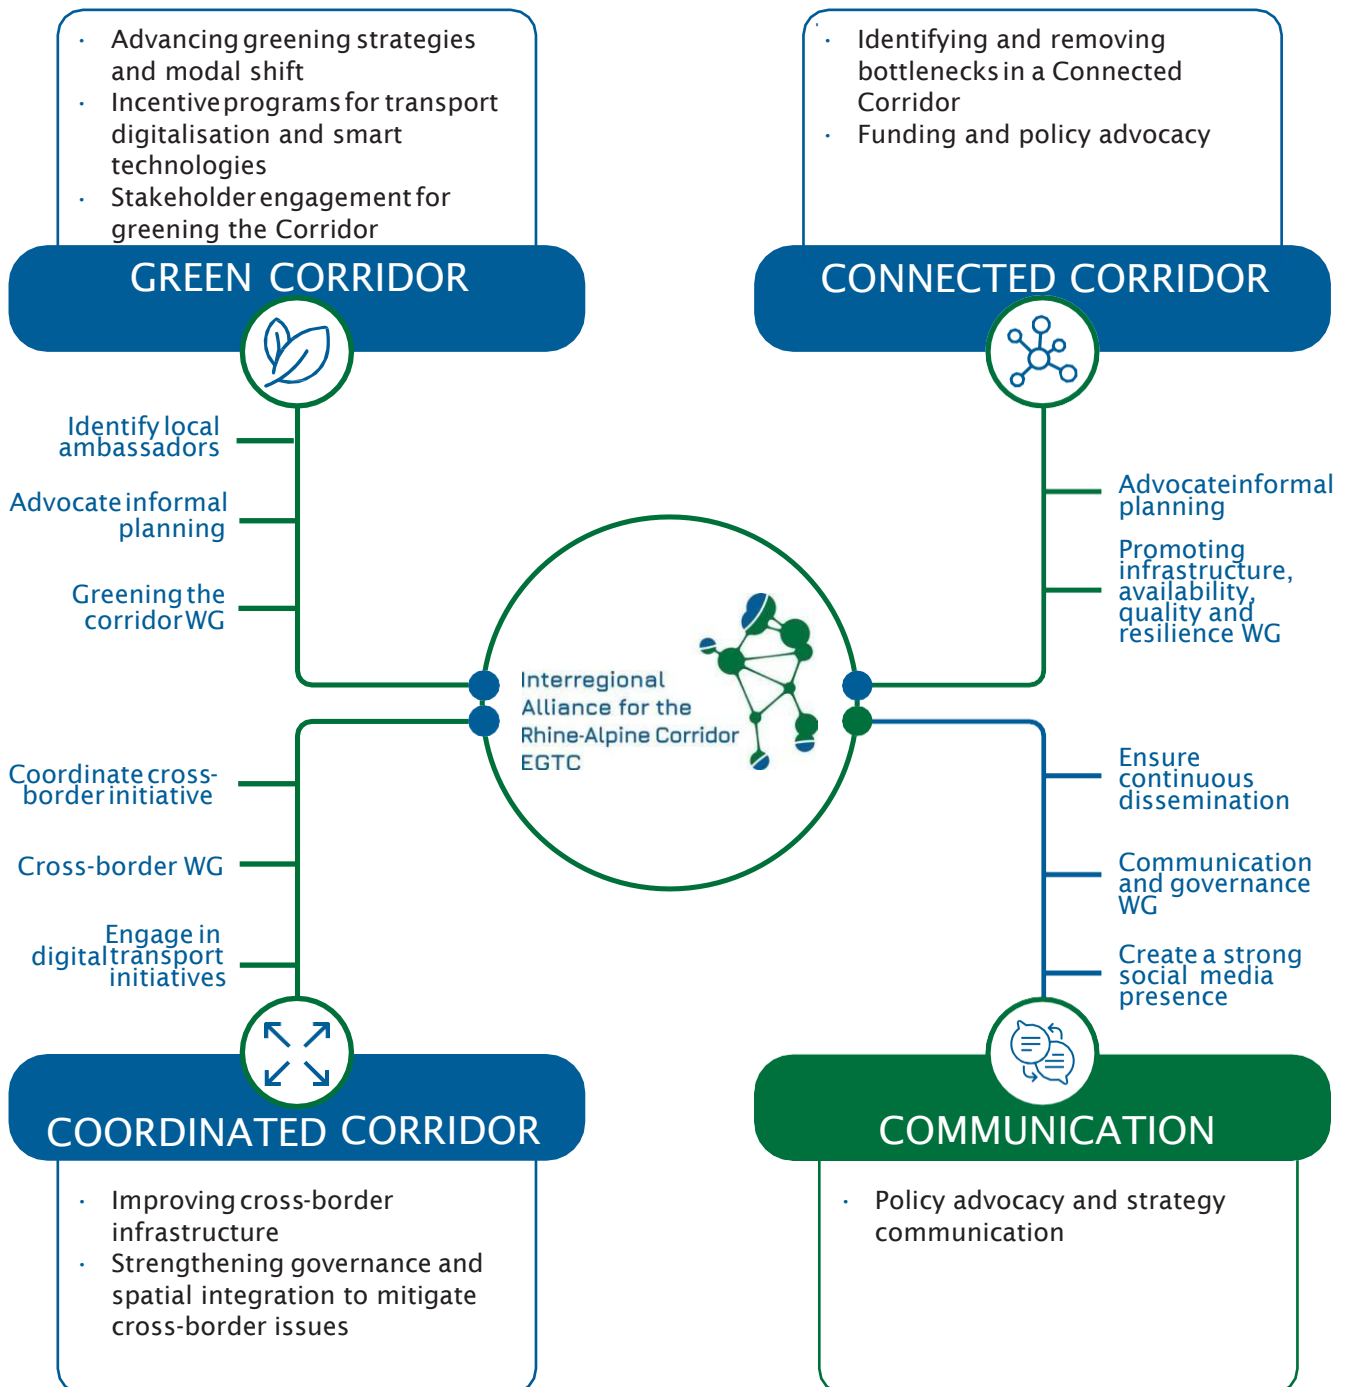 · Advancing greening strategies
and modal shift
· Incentive programs for transport
digitalisation and smart
technologies
· Stakeholder engagement for
greening the Corridor
GREEN CORRIDOR
· Identifying and removing
bottlenecks in a Connected
Corridor
· Funding and policy advocacy
CONNECTED CORRIDOR
Identify local
ambassadors
Advocate informal
planning
Greening the
corridor WG
Advocate informal
planning
Promoting
infrastructure,
availability,
quality and
resilience WG
Interregional
Alliance for the
Rhine-Alpine Corridor
EGTC
Coordinate cross-
border initiative
Cross-border WG
Engage in
digital transport
initiatives
Ensure
continuous
dissemination
Communication
and governance
WG
Create a strong
social media
presence
COORDINATED CORRIDOR
· Improving cross-border
infrastructure
· Strengthening governance and
spatial integration to mitigate
cross-border issues
COMMUNICATION
· Policy advocacy and strategy
communication